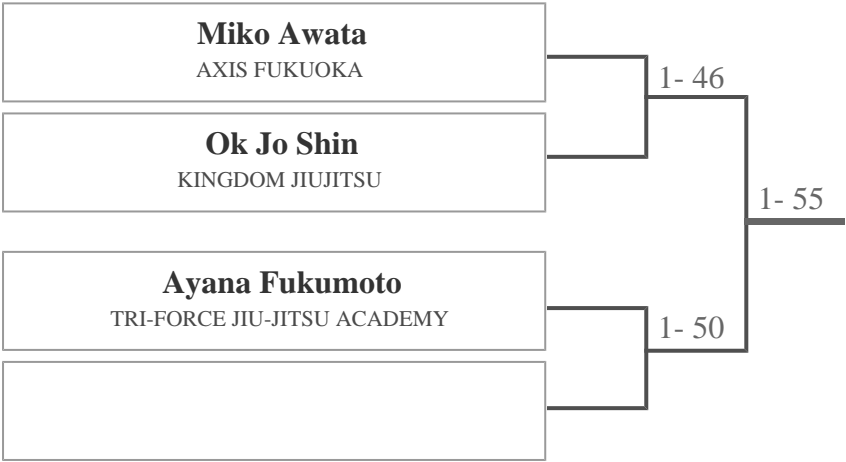 Miko Awata
AXIS FUKUOKA
1- 46
Ok Jo Shin
KINGDOM JIUJITSU
1- 55
Ayana Fukumoto
TRI-FORCE JIU-JITSU ACADEMY
1- 50